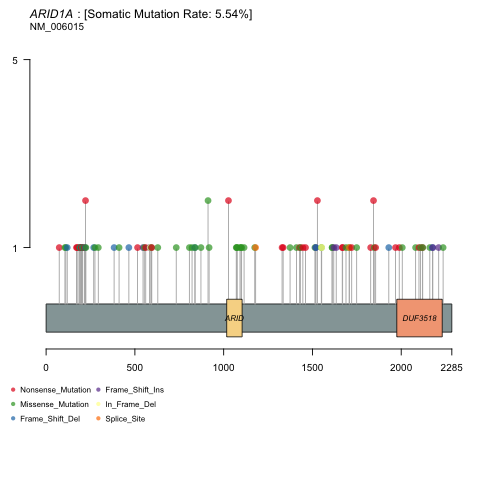 ARID1A : [Somatic Mutation Rate: 5.54%]
NM_006015
5
1
ARID
DUF3518
0 500 1000 1500 2000 2285
Nonsense_Mutation Frame_Shift_Ins
Missense_Mutation In_Frame_Del
Frame_Shift_Del Splice_Site